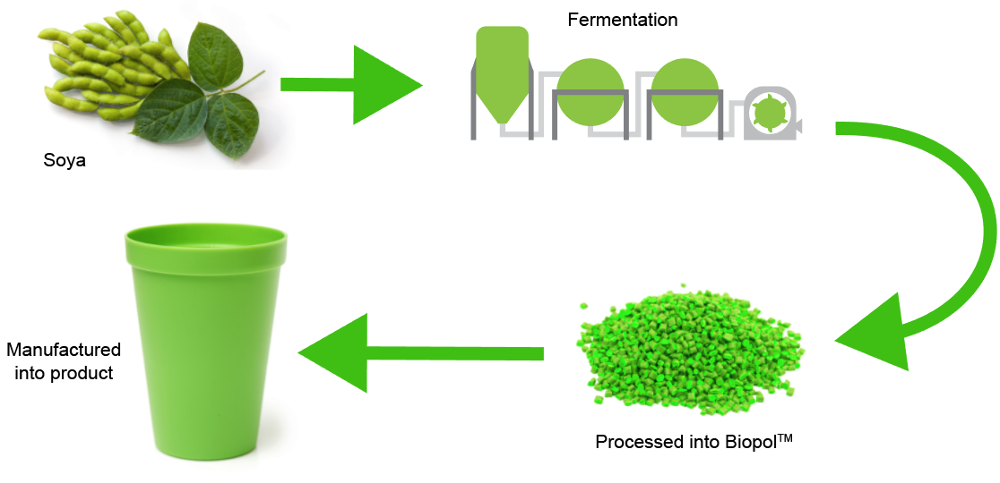 Fermentation
Soya
Manufactured
into product
Processed into Biopol™